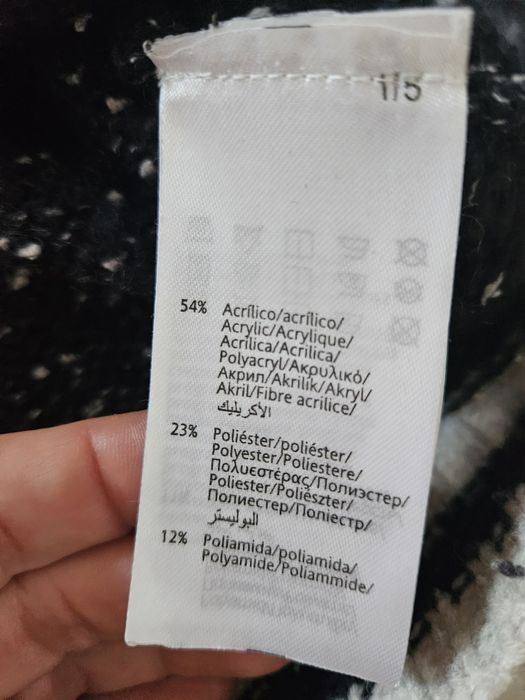 1/5
54% Acrílico/acrílico/
Acrylic/Acrylique/
Acrílica/Acrilica/
Polyacryl/Ακρυλικό/
Акрил/Akrilik/Akryl/
Akril/Fibre acrilice/
الأكريليك
23% Poliéster/poliéster/
Polyester/Poliestere/
Πολυεστέρας/Полиэстер/
Poliester/Poliészter/
Полиестер/Поліестр/
البوليستر
12% Poliamida/poliamida/
Polyamide/Poliammide/